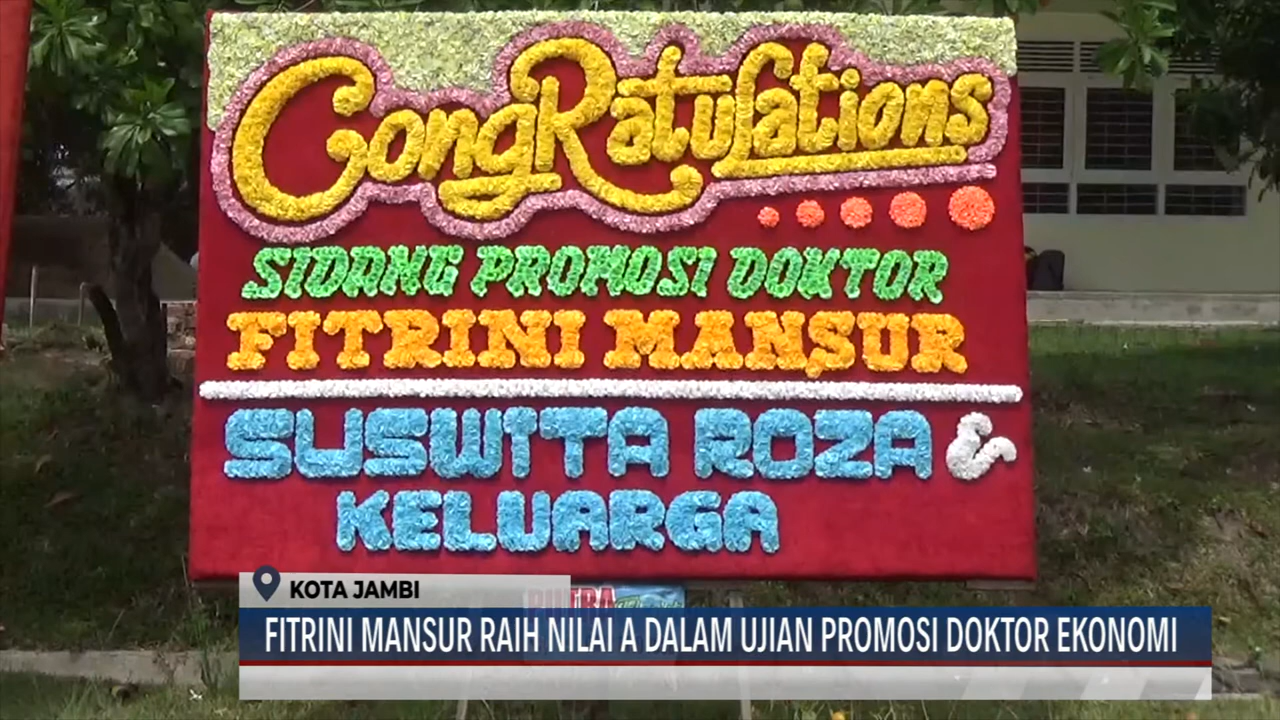 Congratulations
SIDANG PROMOSI DOKTOR
FITRINI MANSUR
SUSWITA ROZA &
KELUARGA
KOTA JAMBI
PUTRA
FITRINI MANSUR RAIH NILAI A DALAM UJIAN PROMOSI DOKTOR EKONOMI